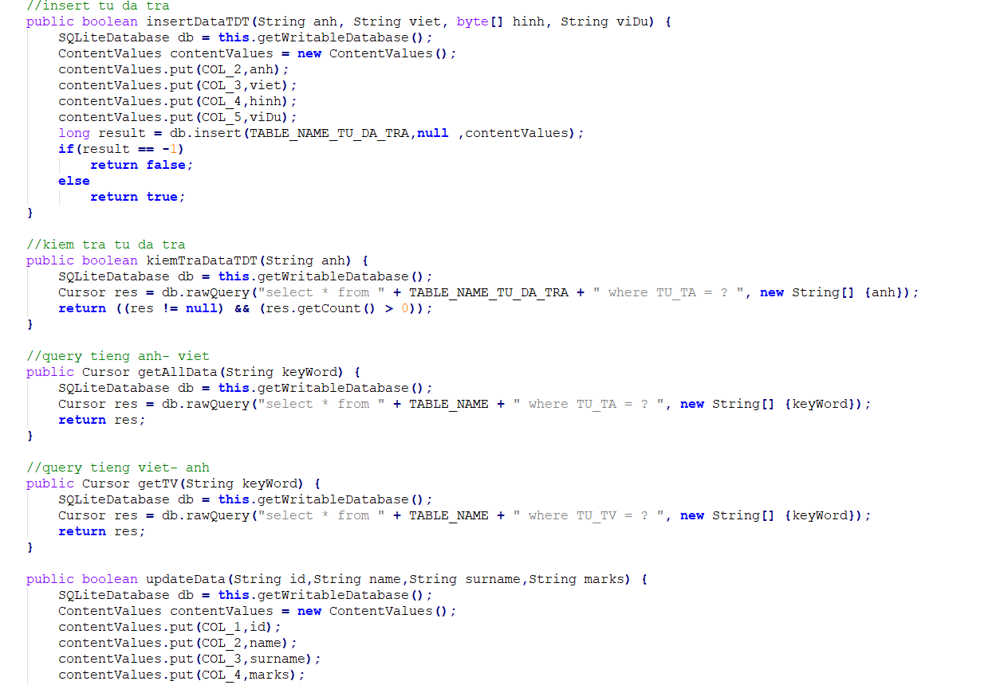 //insert tu da tra
public boolean insertDataTDT(String anh, String viet, byte[] hinh, String viDu) {
    SQLiteDatabase db = this.getWritableDatabase();
    ContentValues contentValues = new ContentValues();
    contentValues.put(COL_2,anh);
    contentValues.put(COL_3,viet);
    contentValues.put(COL_4,hinh);
    contentValues.put(COL_5,viDu);
    long result = db.insert(TABLE_NAME_TU_DA_TRA,null ,contentValues);
    if(result == -1)
        return false;
    else
        return true;
}

//kiem tra tu da tra
public boolean kiemTraDataTDT(String anh) {
    SQLiteDatabase db = this.getWritableDatabase();
    Cursor res = db.rawQuery("select * from " + TABLE_NAME_TU_DA_TRA + " where TU_TA = ? ", new String[] {anh});
    return ((res != null) && (res.getCount() > 0));
}

//query tieng anh- viet
public Cursor getAllData(String keyWord) {
    SQLiteDatabase db = this.getWritableDatabase();
    Cursor res = db.rawQuery("select * from " + TABLE_NAME + " where TU_TA = ? ", new String[] {keyWord});
    return res;
}

//query tieng viet- anh
public Cursor getTV(String keyWord) {
    SQLiteDatabase db = this.getWritableDatabase();
    Cursor res = db.rawQuery("select * from " + TABLE_NAME + " where TU_TV = ? ", new String[] {keyWord});
    return res;
}

public boolean updateData(String id,String name,String surname,String marks) {
    SQLiteDatabase db = this.getWritableDatabase();
    ContentValues contentValues = new ContentValues();
    contentValues.put(COL_1,id);
    contentValues.put(COL_2,name);
    contentValues.put(COL_3,surname);
    contentValues.put(COL_4,marks);